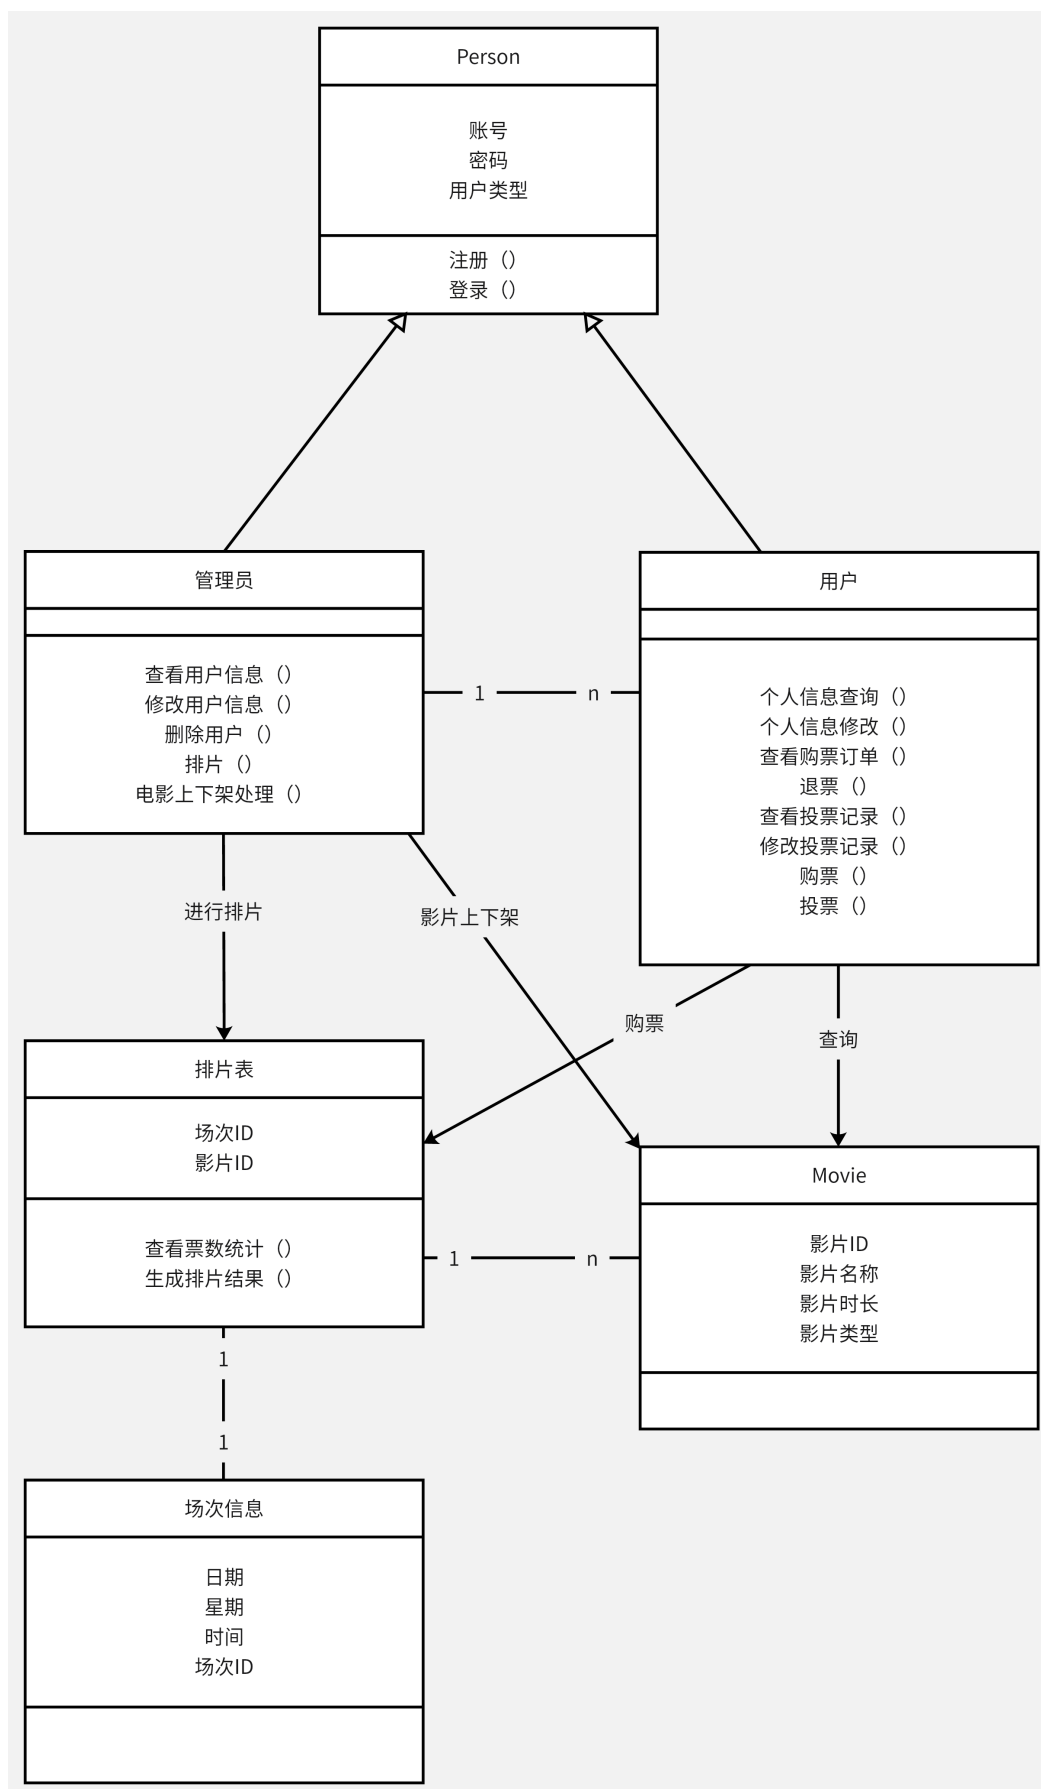 Person
账号
密码
用户类型
注册（）
登录（）
管理员
查看用户信息（）
修改用户信息（）
删除用户（）
排片（）
电影上下架处理（）
1
n
用户
个人信息查询（）
个人信息修改（）
查看购票订单（）
退票（）
查看投票记录（）
修改投票记录（）
购票（）
投票（）
进行排片
影片上下架
购票
查询
排片表
场次ID
影片ID
查看票数统计（）
生成排片结果（）
1
n
Movie
影片ID
影片名称
影片时长
影片类型
1
1
场次信息
日期
星期
时间
场次ID